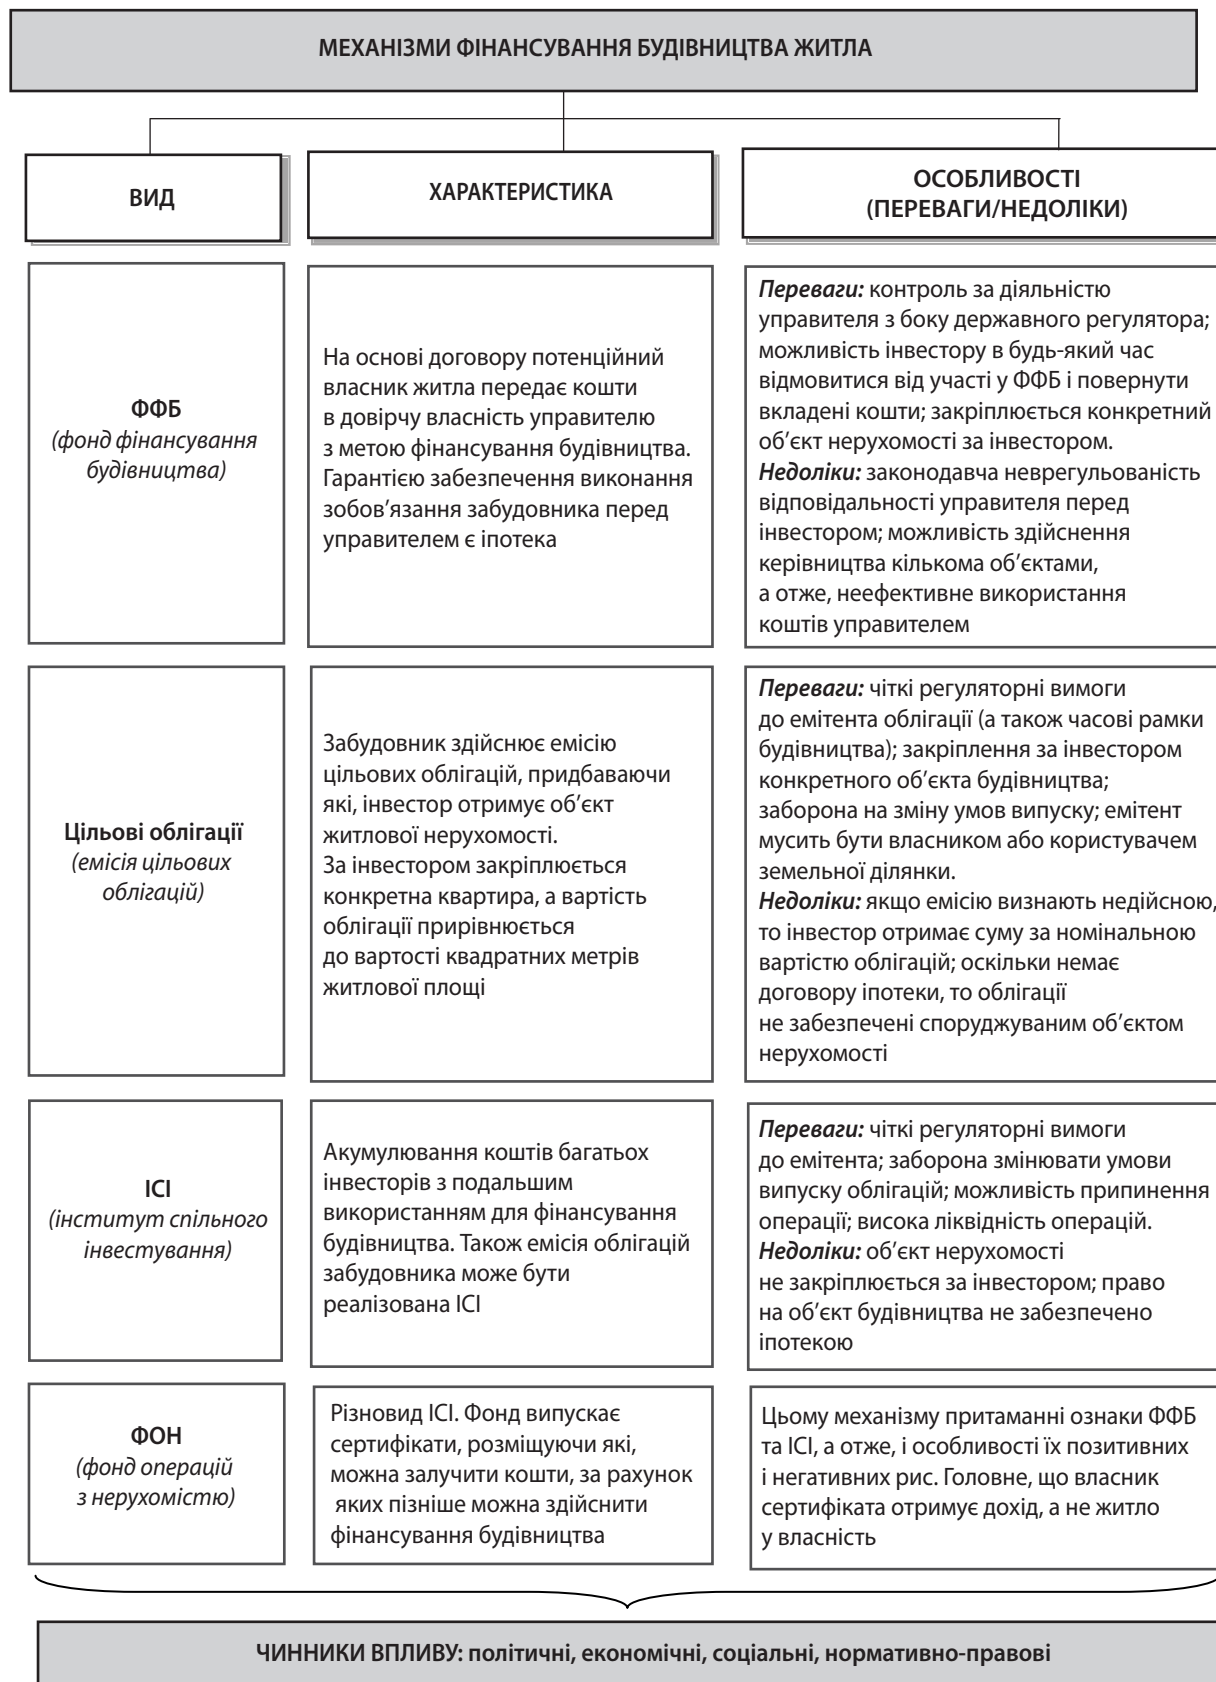 МЕХАНІЗМИ ФІНАНСУВАННЯ БУДІВНИЦТВА ЖИТЛА
ВИД
ХАРАКТЕРИСТИКА
ОСОБЛИВОСТІ
(ПЕРЕВАГИ/НЕДОЛІКИ)
ФФБ
(фонд фінансування
будівництва)
На основі договору потенційний
власник житла передає кошти
в довірчу власність управителю
з метою фінансування будівництва.
Гарантією забезпечення виконання
зобов’язання забудовника перед
управителем є іпотека
Переваги: контроль за діяльністю
управителя з боку державного регулятора;
можливість інвестору в будь-який час
відмовитися від участі у ФФБ і повернути
вкладені кошти; закріплюється конкретний
об’єкт нерухомості за інвестором.
Недоліки: законодавча неврегульованість
відповідальності управителя перед
інвестором; можливість здійснення
керівництва кількома об’єктами,
а отже, неефективне використання
коштів управителем
Цільові облігації
(емісія цільових
облігацій)
Забудовник здійснює емісію
цільових облігацій, придбаваючи
які, інвестор отримує об’єкт
житлової нерухомості.
За інвестором закріплюється
конкретна квартира, а вартість
облігації прирівнюється
до вартості квадратних метрів
житлової площі
Переваги: чіткі регуляторні вимоги
до емітента облігації (а також часові рамки
будівництва); закріплення за інвестором
конкретного об’єкта будівництва;
заборона на зміну умов випуску; емітент
мусить бути власником або користувачем
земельної ділянки.
Недоліки: якщо емісію визнають недійсною,
то інвестор отримає суму за номінальною
вартістю облігацій; оскільки немає
договору іпотеки, то облігації
не забезпечені споруджуваним об’єктом
нерухомості
ІСІ
(інститут спільного
інвестування)
Акумулювання коштів багатьох
інвесторів з подальшим
використанням для фінансування
будівництва. Також емісія облігацій
забудовника може бути
реалізована ІСІ
Переваги: чіткі регуляторні вимоги
до емітента; заборона змінювати умови
випуску облігацій; можливість припинення
операції; висока ліквідність операцій.
Недоліки: об’єкт нерухомості
не закріплюється за інвестором; право
на об’єкт будівництва не забезпечено
іпотекою
ФОН
(фонд операцій
з нерухомістю)
Різновид ІСІ. Фонд випускає
сертифікати, розміщуючи які,
можна залучити кошти, за рахунок
яких пізніше можна здійснити
фінансування будівництва
Цьому механізму притаманні ознаки ФФБ
та ІСІ, а отже, і особливості їх позитивних
і негативних рис. Головне, що власник
сертифіката отримує дохід, а не житло
у власність
ЧИННИКИ ВПЛИВУ: політичні, економічні, соціальні, нормативно-правові